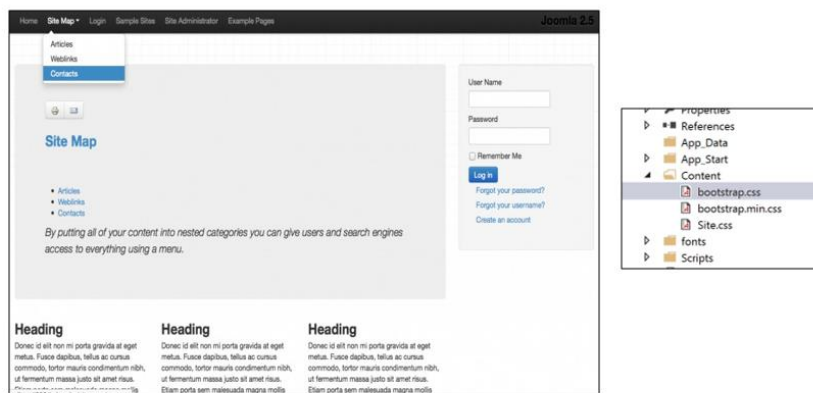 Home Site Map Login Sample Sites Site Administrator Example Pages Joomla 2.5
Articles
Weblinks
Contacts
Site Map
Articles
Weblinks
Contacts
By putting all of your content into nested categories you can give users and search engines
access to everything using a menu.
User Name
Password
Remember Me
Log in
Forgot your password?
Forgot your username?
Create an account
Heading
Donec id elit non mi porta gravida at eget
metus. Fusce dapibus, tellus ac cursus
commodo, tortor mauris condimentum nibh,
ut fermentum massa justo sit amet risus.
Etiam porta sem malesuada magna mollis
Heading
Donec id elit non mi porta gravida at eget
metus. Fusce dapibus, tellus ac cursus
commodo, tortor mauris condimentum nibh,
ut fermentum massa justo sit amet risus.
Etiam porta sem malesuada magna mollis
Heading
Donec id elit non mi porta gravida at eget
metus. Fusce dapibus, tellus ac cursus
commodo, tortor mauris condimentum nibh,
ut fermentum massa justo sit amet risus.
Etiam porta sem malesuada magna mollis
Properties
References
App_Data
App_Start
Content
bootstrap.css
bootstrap.min.css
Site.css
fonts
Scripts